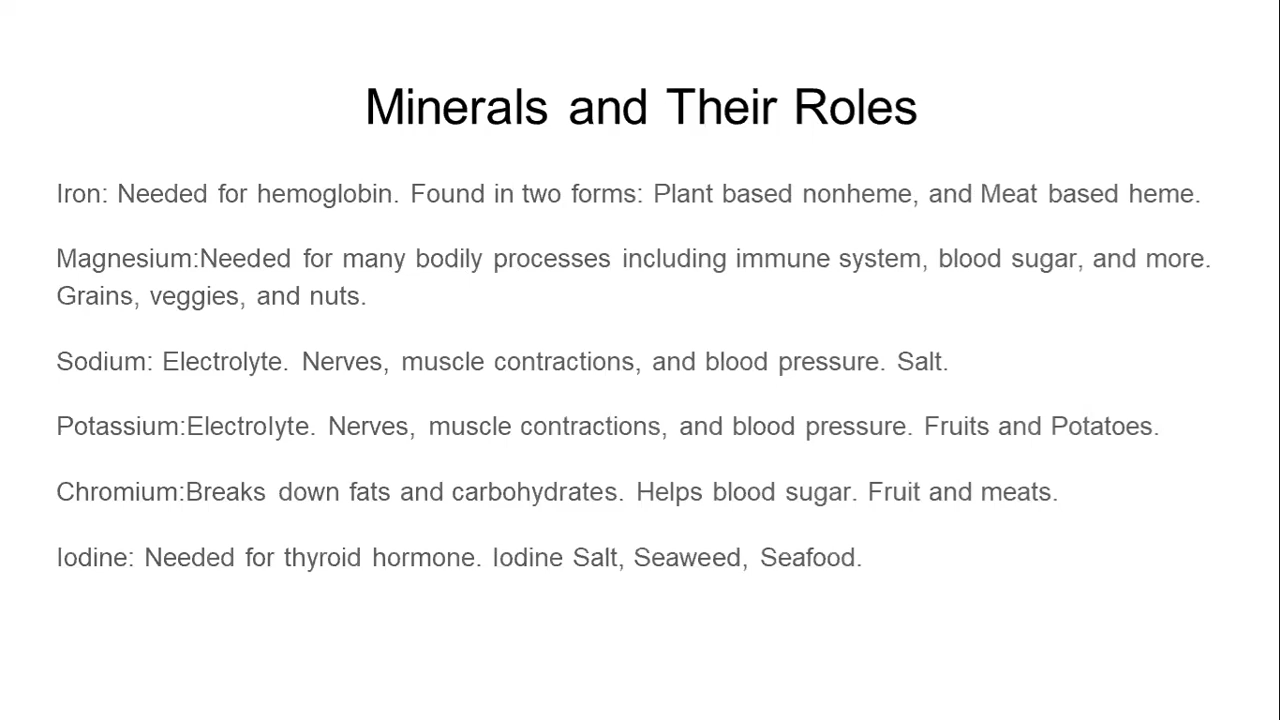 Minerals and Their Roles
Iron: Needed for hemoglobin. Found in two forms: Plant based nonheme, and Meat based heme.
Magnesium:Needed for many bodily processes including immune system, blood sugar, and more.
Grains, veggies, and nuts.
Sodium: Electrolyte. Nerves, muscle contractions, and blood pressure. Salt.
Potassium:Electrolyte. Nerves, muscle contractions, and blood pressure. Fruits and Potatoes.
Chromium:Breaks down fats and carbohydrates. Helps blood sugar. Fruit and meats.
Iodine: Needed for thyroid hormone. Iodine Salt, Seaweed, Seafood.